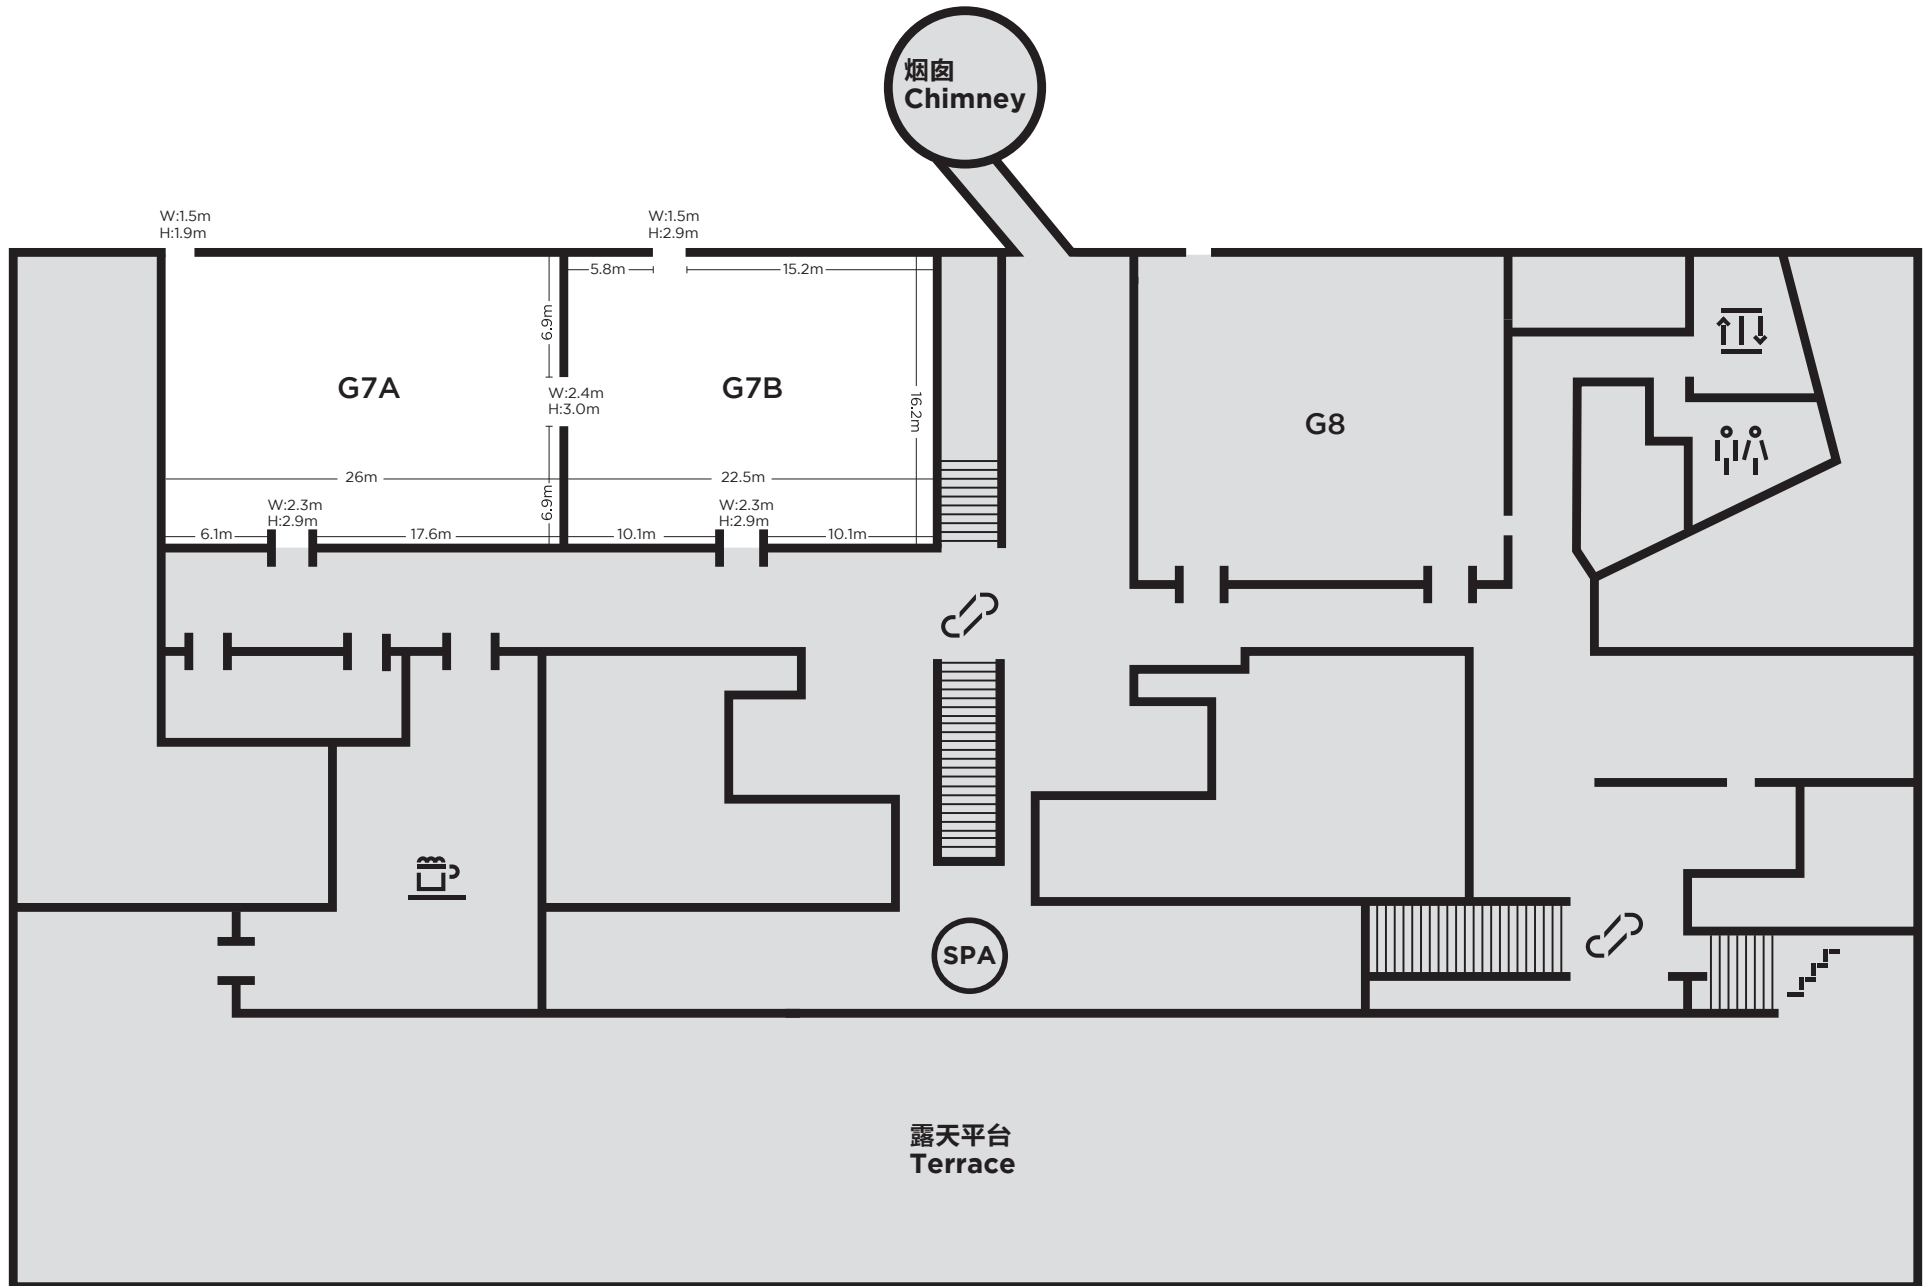 烟囱
Chimney
W:1.5m
H:1.9m
W:1.5m
H:2.9m
5.8m
15.2m
6.9m
G7A
W:2.4m
H:3.0m
G7B
16.2m
G8
26m
22.5m
6.9m
W:2.3m
H:2.9m
W:2.3m
H:2.9m
6.1m
17.6m
10.1m
10.1m
SPA
露天平台
Terrace